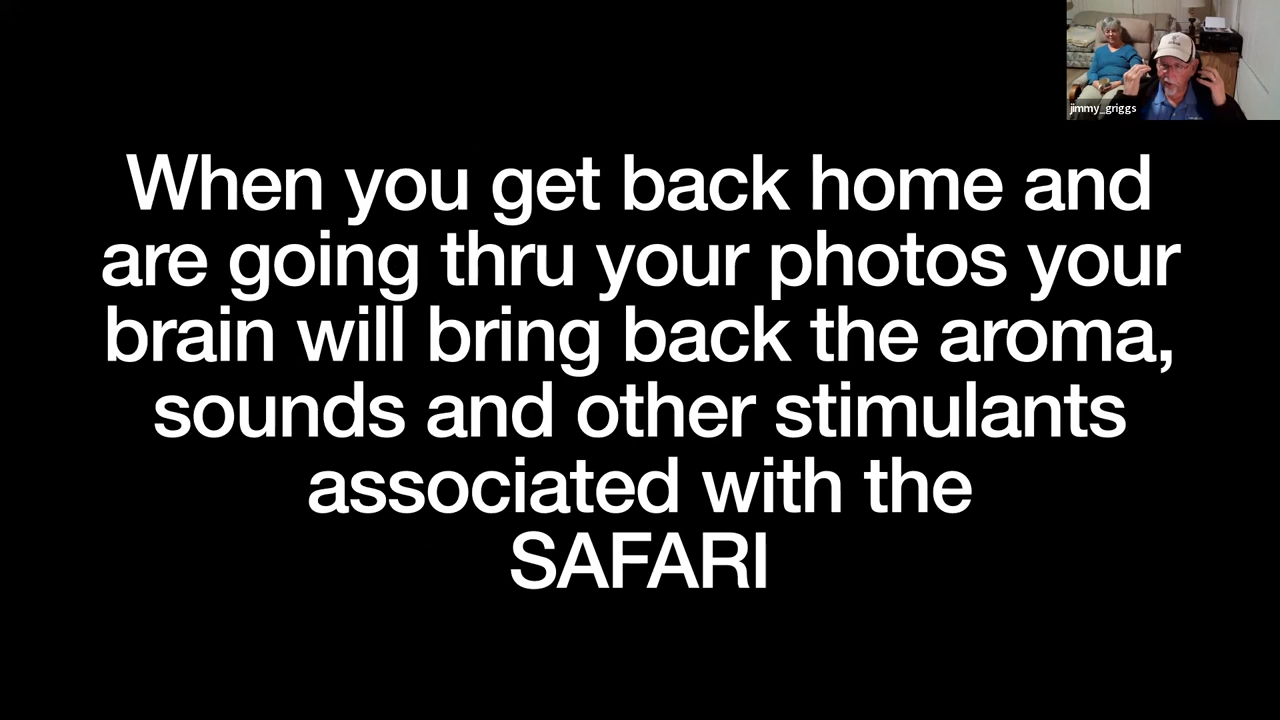 jimmy_griggs
When you get back home and
are going thru your photos your
brain will bring back the aroma,
sounds and other stimulants
associated with the
SAFARI